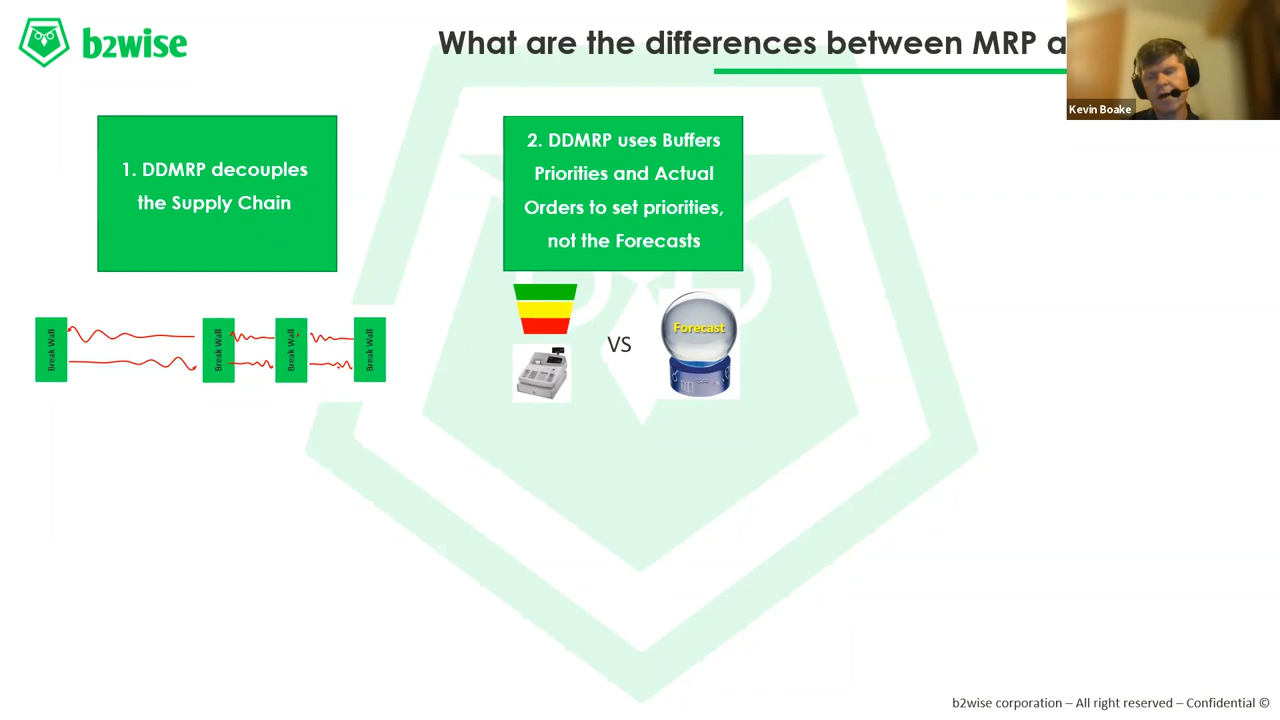 b2wise
What are the differences between MRP a
Kevin Boake
1. DDMRP decouples
the Supply Chain
2. DDMRP uses Buffers
Priorities and Actual
Orders to set priorities,
not the Forecasts
Break Wall
Break Wall
Break Wall
Break Wall
VS
Forecast
b2wise corporation – All right reserved – Confidential ©